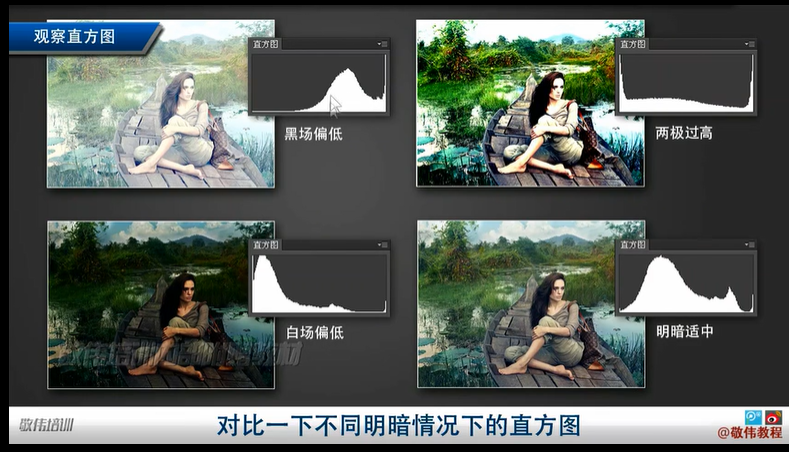 观察直方图
直方图
黑场偏低
直方图
两极过高
直方图
白场偏低
直方图
明暗适中
敬伟培训
对比一下不同明暗情况下的直方图
@敬伟教程